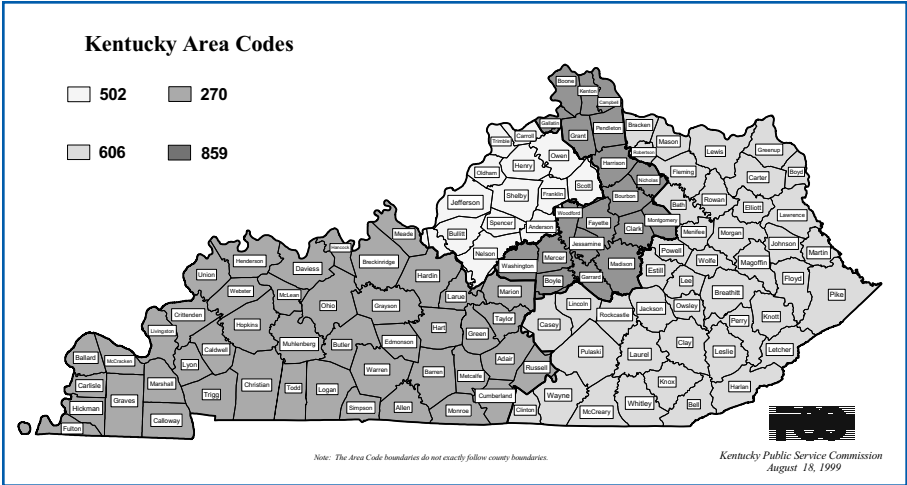 Kentucky Area Codes
502 270
606 859
Boone
Kenton
Campbell
Gallatin
Grant
Pendleton
Bracken
Trimble
Carroll
Owen
Mason
Robertson
Lewis
Greenup
Henry
Harrison
Fleming
Carter
Boyd
Oldham
Scott
Nicholas
Rowan
Jefferson
Shelby
Franklin
Bourbon
Bath
Elliott
Lawrence
Woodford
Fayette
Clark
Montgomery
Bullitt
Spencer
Anderson
Menifee
Morgan
Johnson
Martin
Meade
Nelson
Jessamine
Powell
Hancock
Henderson
Daviess
Breckinridge
Hardin
Washington
Mercer
Madison
Estill
Wolfe
Magoffin
Floyd
Union
Boyle
Garrard
Lee
Pike
Webster
McLean
Ohio
Grayson
Larue
Marion
Lincoln
Rockcastle
Jackson
Owsley
Breathitt
Crittenden
Livingston
Hopkins
Hart
Taylor
Green
Casey
Perry
Knott
Muhlenberg
Butler
Edmonson
Clay
Ballard
McCracken
Caldwell
Lyon
Warren
Barren
Metcalfe
Adair
Russell
Pulaski
Laurel
Leslie
Letcher
Carlisle
Marshall
Trigg
Christian
Todd
Logan
Knox
Harlan
Hickman
Graves
Calloway
Simpson
Allen
Monroe
Cumberland
Clinton
Wayne
McCreary
Whitley
Bell
Fulton
Note: The Area Code boundaries do not exactly follow county boundaries.
Kentucky Public Service Commission
August 18, 1999